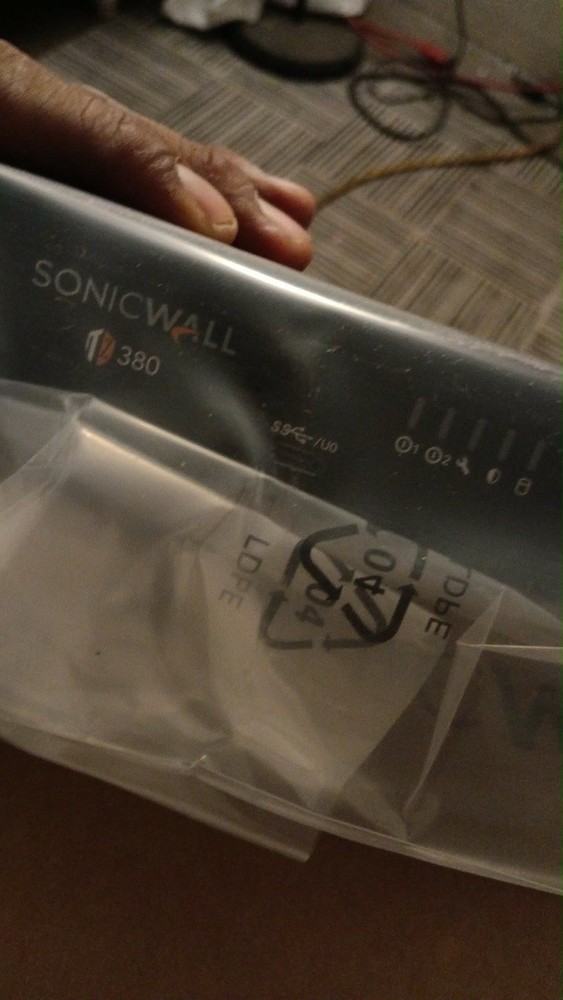 SONICWALL
380
SS /U0
1 2
LDPE
04
04
LDPE